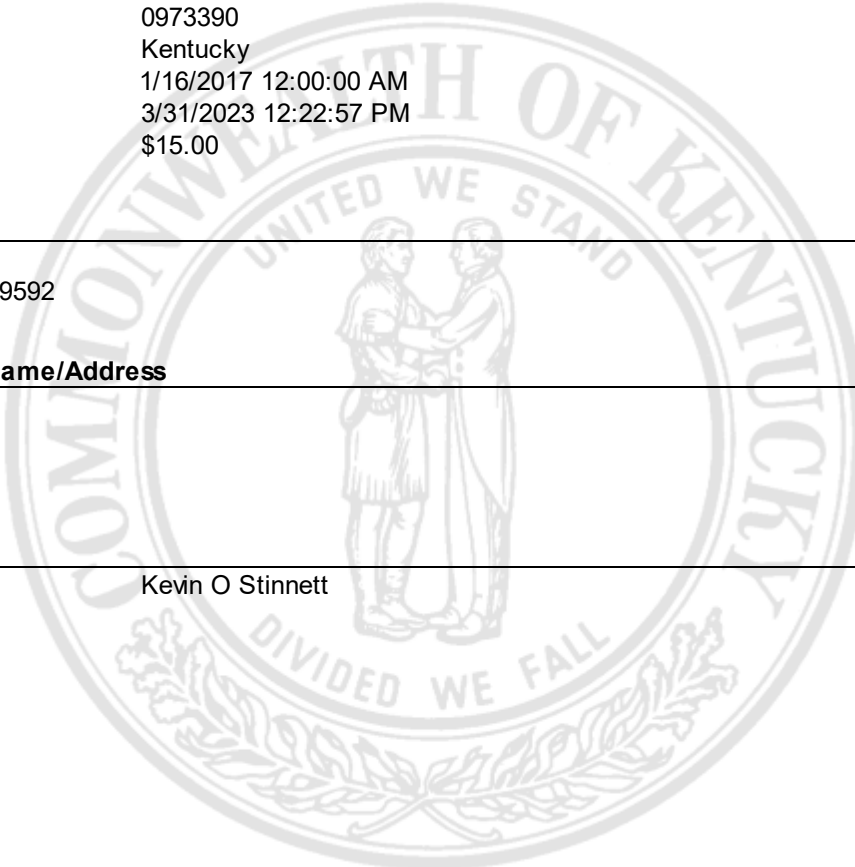 0973390
Kentucky
1/16/2017 12:00:00 AM
3/31/2023 12:22:57 PM
$15.00
COMMONWEALTH OF KENTUCKY
UNITED WE STAND
9592
ame/Address
Kevin O Stinnett
DIVIDED WE FALL